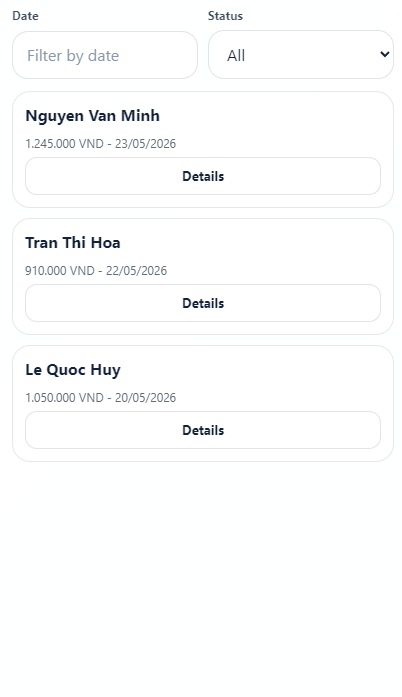 Date
Status
Filter by date
All
Nguyen Van Minh
1.245.000 VND - 23/05/2026
Details
Tran Thi Hoa
910.000 VND - 22/05/2026
Details
Le Quoc Huy
1.050.000 VND - 20/05/2026
Details